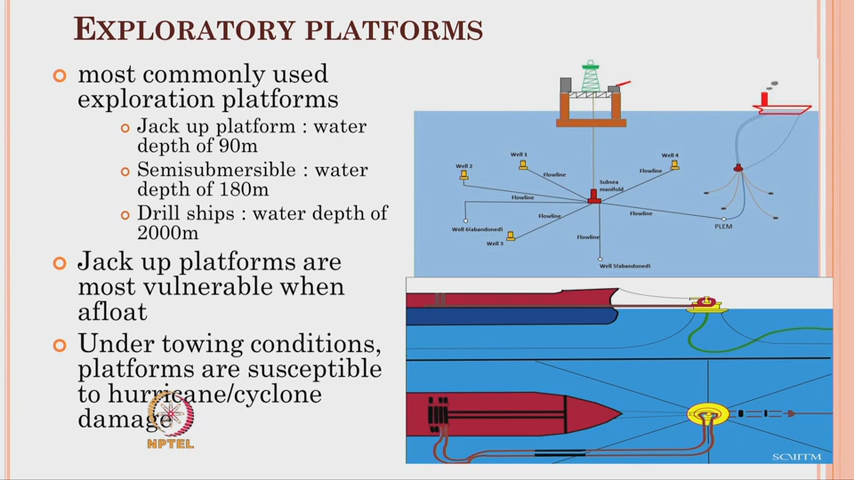 EXPLORATORY PLATFORMS
most commonly used
exploration platforms
Jack up platform : water
depth of 90m
Semisubmersible : water
depth of 180m
Drill ships : water depth of
2000m
Jack up platforms are
most vulnerable when
afloat
Under towing conditions,
platforms are susceptible
to hurricane/cyclone
damage
NPTEL
Well 1
Well 2
Well 4
Flowline
Flowline
Subsea
manifold
Flowline
Flowline
Flowline
Well 6(abandoned)
PLEM
Well 3
Flowline
Well 5(abandoned)